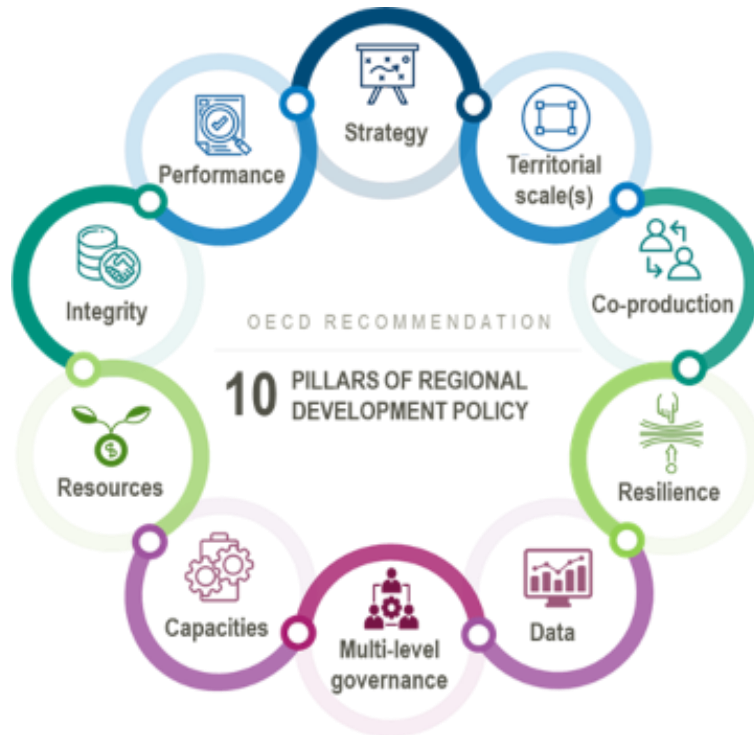 Strategy
Territorial
scale(s)
Co-production
Resilience
Data
Multi-level
governance
Capacities
Resources
$
Integrity
Performance
OECD RECOMMENDATION
10 PILLARS OF REGIONAL
DEVELOPMENT POLICY